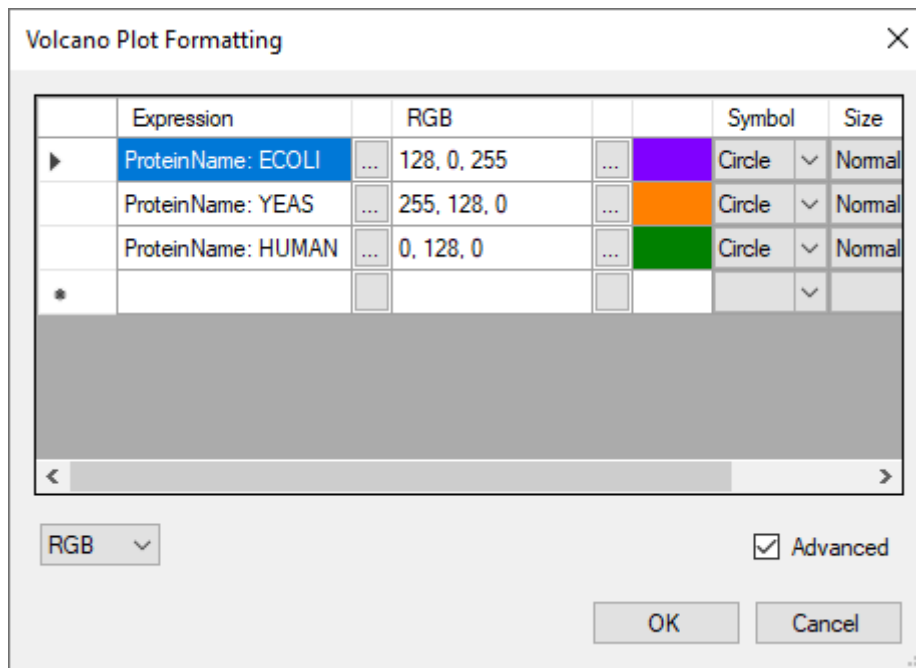 Volcano Plot Formatting
Expression RGB Symbol Size
ProteinName: ECOLI ... 128, 0, 255 ... Circle Normal
ProteinName: YEAS ... 255, 128, 0 ... Circle Normal
ProteinName: HUMAN ... 0, 128, 0 ... Circle Normal
RGB
Advanced
OK Cancel